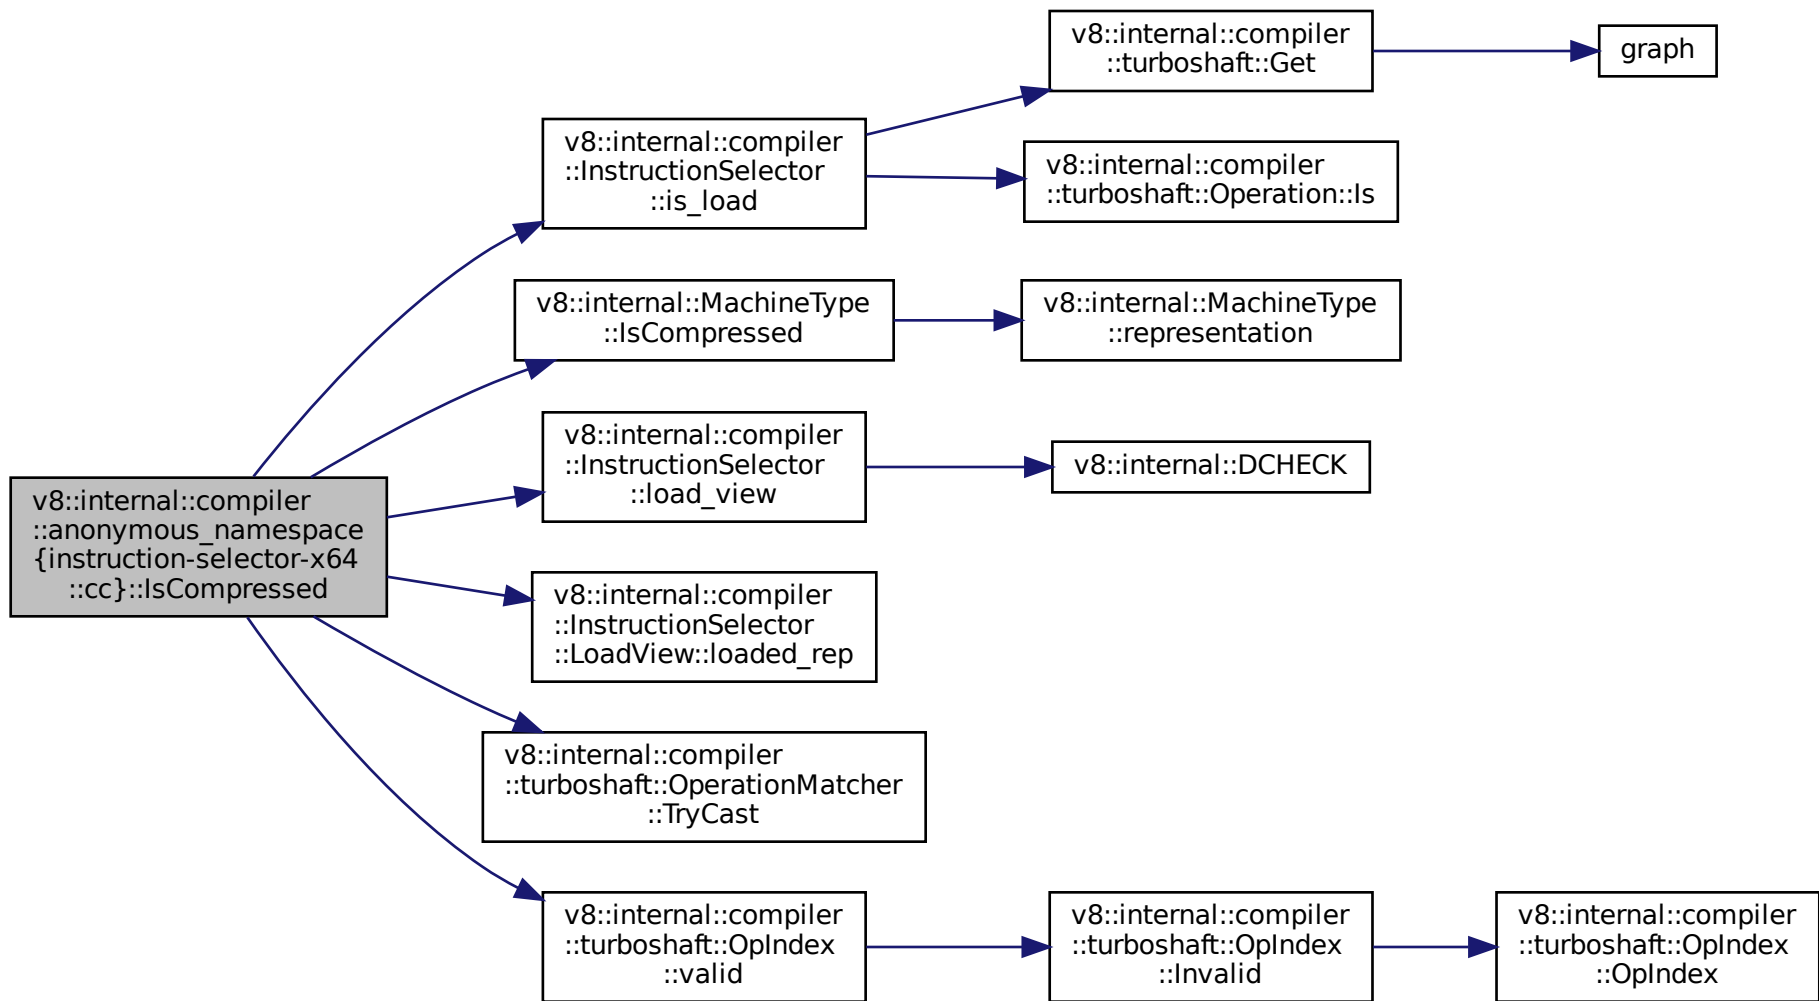 v8::internal::compiler
::turboshaft::Get
graph
v8::internal::compiler
::InstructionSelector
::is_load
v8::internal::compiler
::turboshaft::Operation::Is
v8::internal::MachineType
::IsCompressed
v8::internal::MachineType
::representation
v8::internal::compiler
::InstructionSelector
::load_view
v8::internal::DCHECK
v8::internal::compiler
::anonymous_namespace
{instruction-selector-x64
::cc}::IsCompressed
v8::internal::compiler
::InstructionSelector
::LoadView::loaded_rep
v8::internal::compiler
::turboshaft::OperationMatcher
::TryCast
v8::internal::compiler
::turboshaft::OpIndex
::valid
v8::internal::compiler
::turboshaft::OpIndex
::Invalid
v8::internal::compiler
::turboshaft::OpIndex
::OpIndex